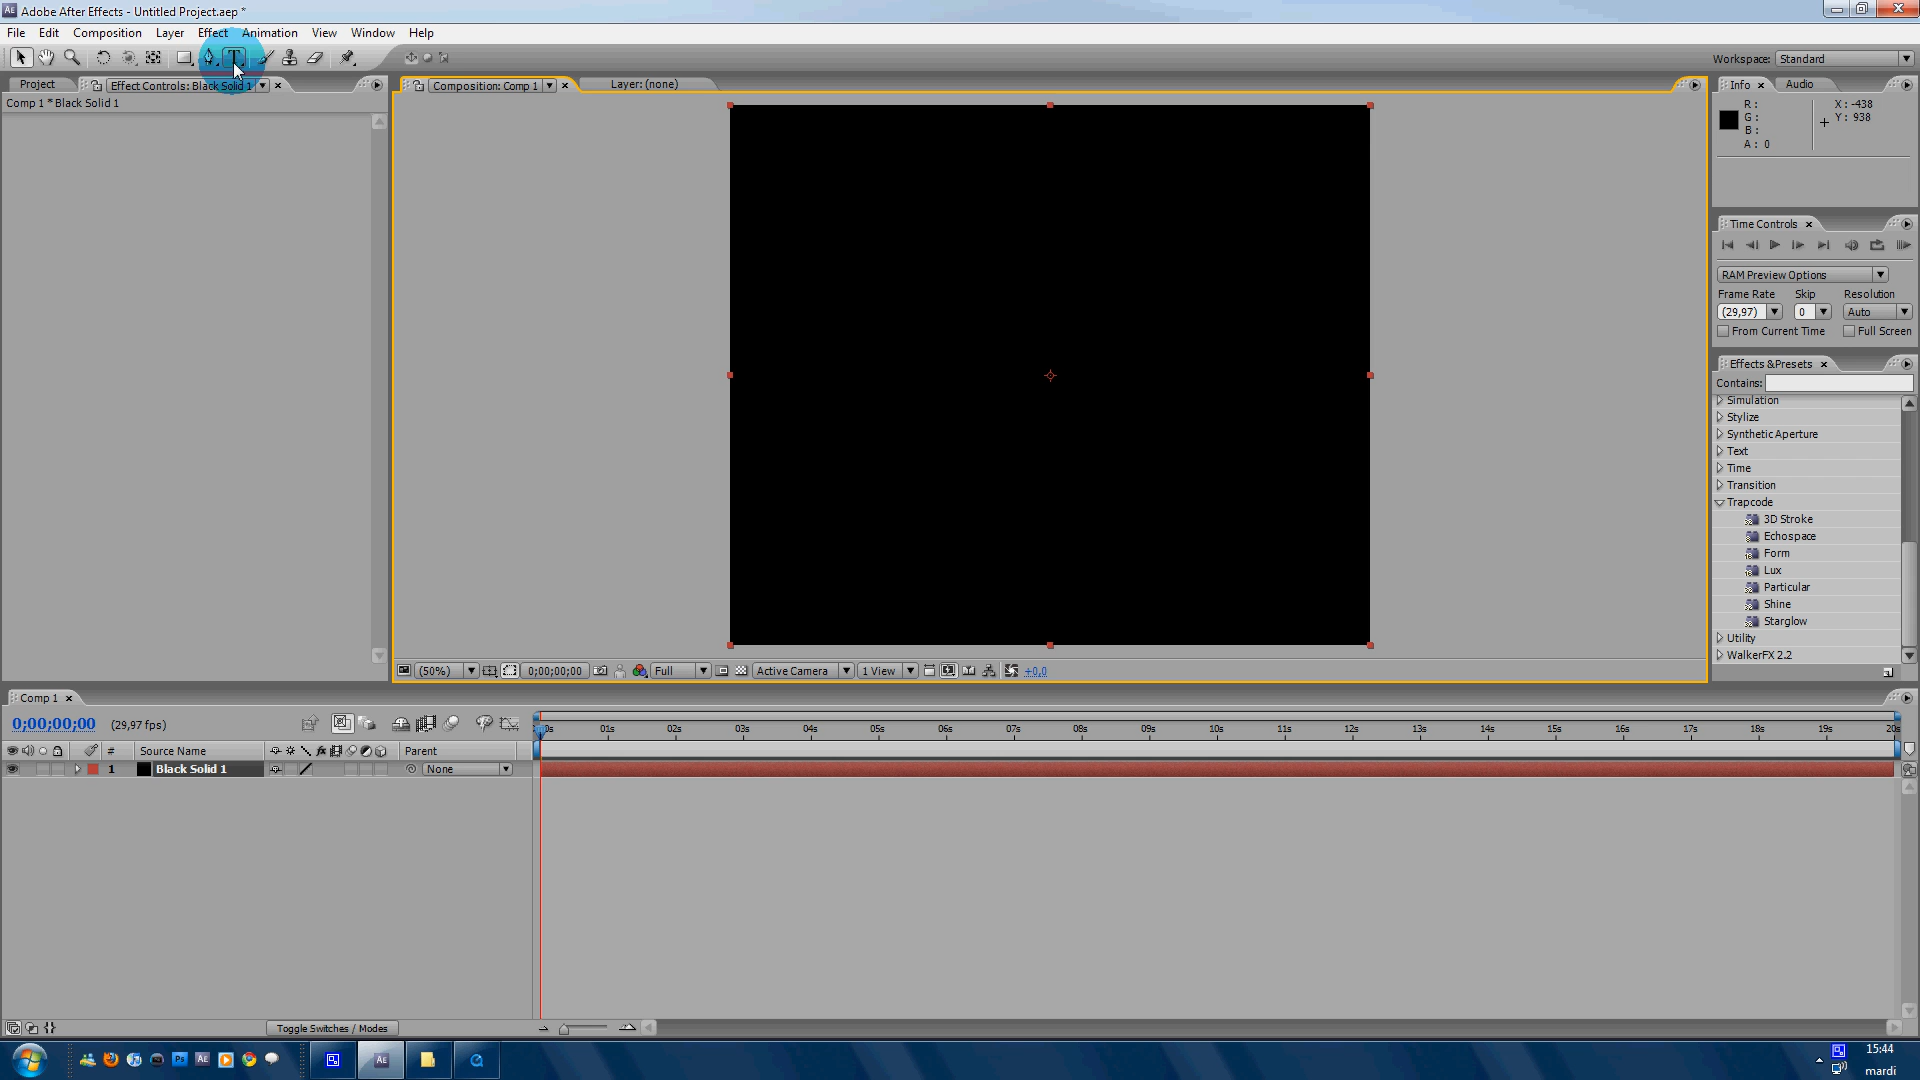 Adobe After Effects - Untitled Project.aep *
File Edit Composition Layer Effect Animation View Window Help
Workspace: Standard
Project Effect Controls: Black Solid 1
Comp 1 * Black Solid 1
Composition: Comp 1 Layer: (none)
Info Audio
R :
G :
B :
A : 0
X : -438
Y : 938
Time Controls
RAM Preview Options
Frame Rate Skip Resolution
(29,97) 0 Auto
From Current Time Full Screen
Effects & Presets
Contains:
Simulation
Stylize
Synthetic Aperture
Text
Time
Transition
Trapcode
3D Stroke
Echospace
Form
Lux
Particular
Shine
Starglow
Utility
WalkerFX 2.2
(50%) 0;00;00;00 Full Active Camera 1 View +0,0
Comp 1
0;00;00;00 (29,97 fps)
01s 02s 03s 04s 05s 06s 07s 08s 09s 10s 11s 12s 13s 14s 15s 16s 17s 18s 19s 20s
# Source Name Parent
1 Black Solid 1 None
Toggle Switches / Modes
15:44
mardi